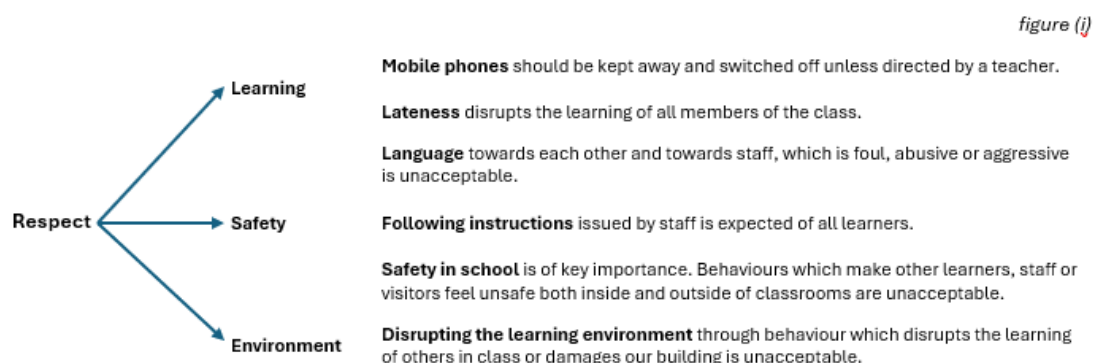 figure (i)
Mobile phones should be kept away and switched off unless directed by a teacher.
Learning
Lateness disrupts the learning of all members of the class.
Language towards each other and towards staff, which is foul, abusive or aggressive
is unacceptable.
Respect
Safety
Following instructions issued by staff is expected of all learners.
Safety in school is of key importance. Behaviours which make other learners, staff or
visitors feel unsafe both inside and outside of classrooms are unacceptable.
Environment
Disrupting the learning environment through behaviour which disrupts the learning
of others in class or damages our building is unacceptable.